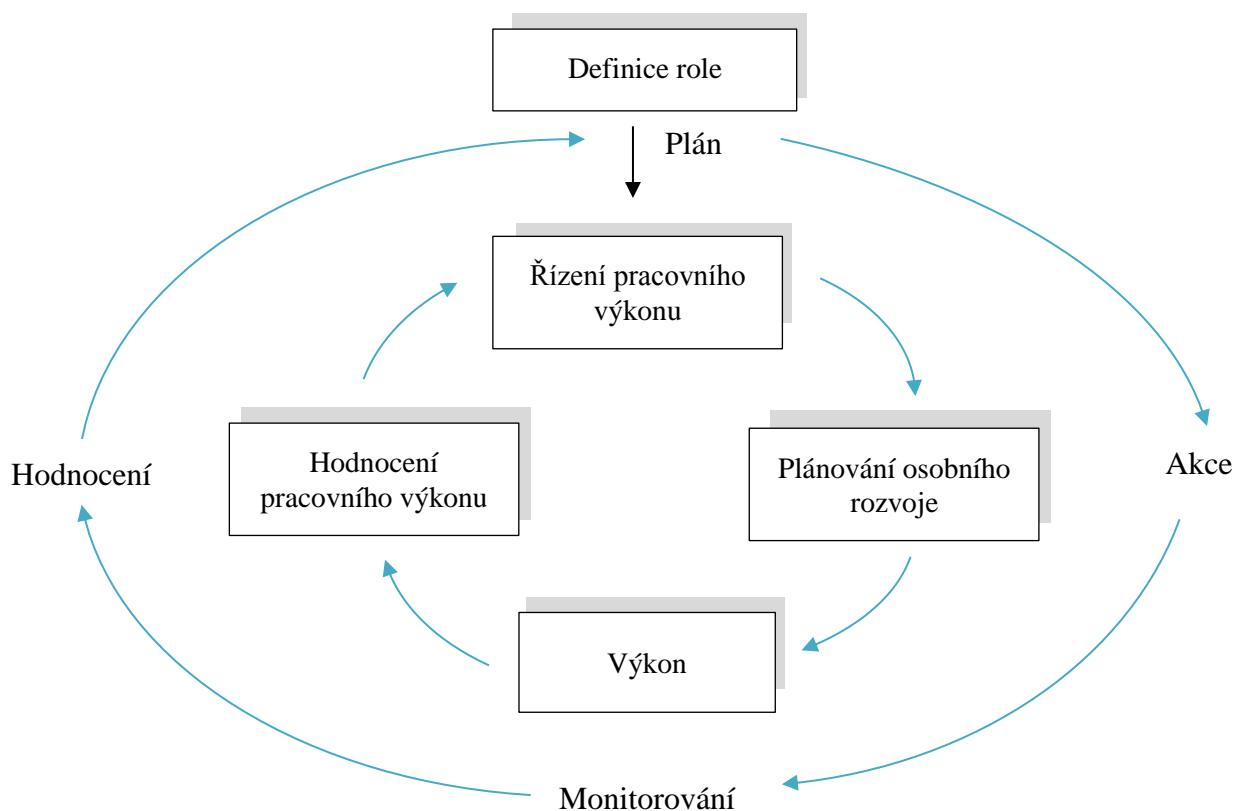 Definice role
Plán
Řízení pracovního
výkonu
Hodnocení
Hodnocení
pracovního výkonu
Plánování osobního
rozvoje
Akce
Výkon
Monitorování